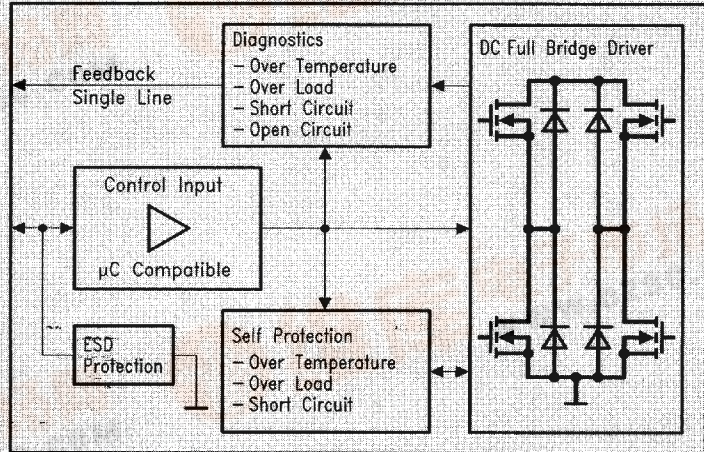 Diagnostics
– Over Temperature
– Over Load
– Short Circuit
– Open Circuit
DC Full Bridge Driver
Feedback
Single Line
Control Input
µC Compatible
ESD
Protection
Self Protection
– Over Temperature
– Over Load
– Short Circuit